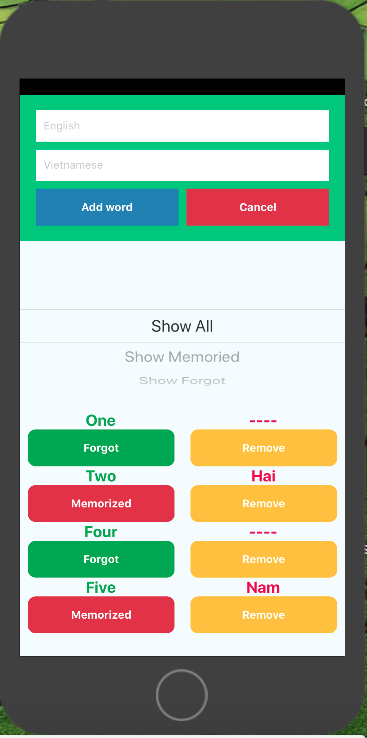 English
Vietnamese
Add word Cancel
Show All
Show Memoried
Show Forgot
One ----
Forgot Remove
Two Hai
Memorized Remove
Four ----
Forgot Remove
Five Nam
Memorized Remove